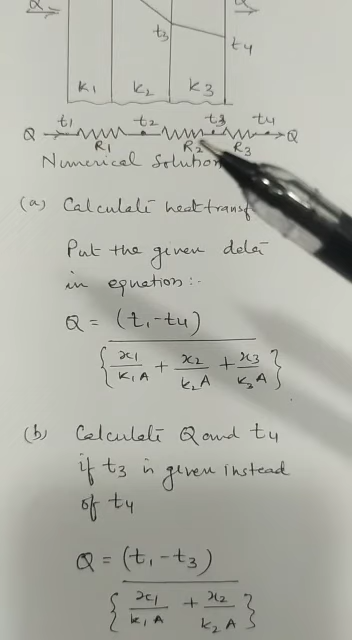 Q Q
t3
t4
k1 k2 k3
Q t1 t2 t3 t4 Q
R1 R2 R3
Numerical Solution
(a) Calculate heat transf
Put the given data
in equation :-
Q = (t1 - t4)
{ x1/k1A + x2/k2A + x3/k3A }
(b) Calculate Q and t4
if t3 is given instead
of t4
Q = (t1 - t3)
{ x1/k1A + x2/k2A }